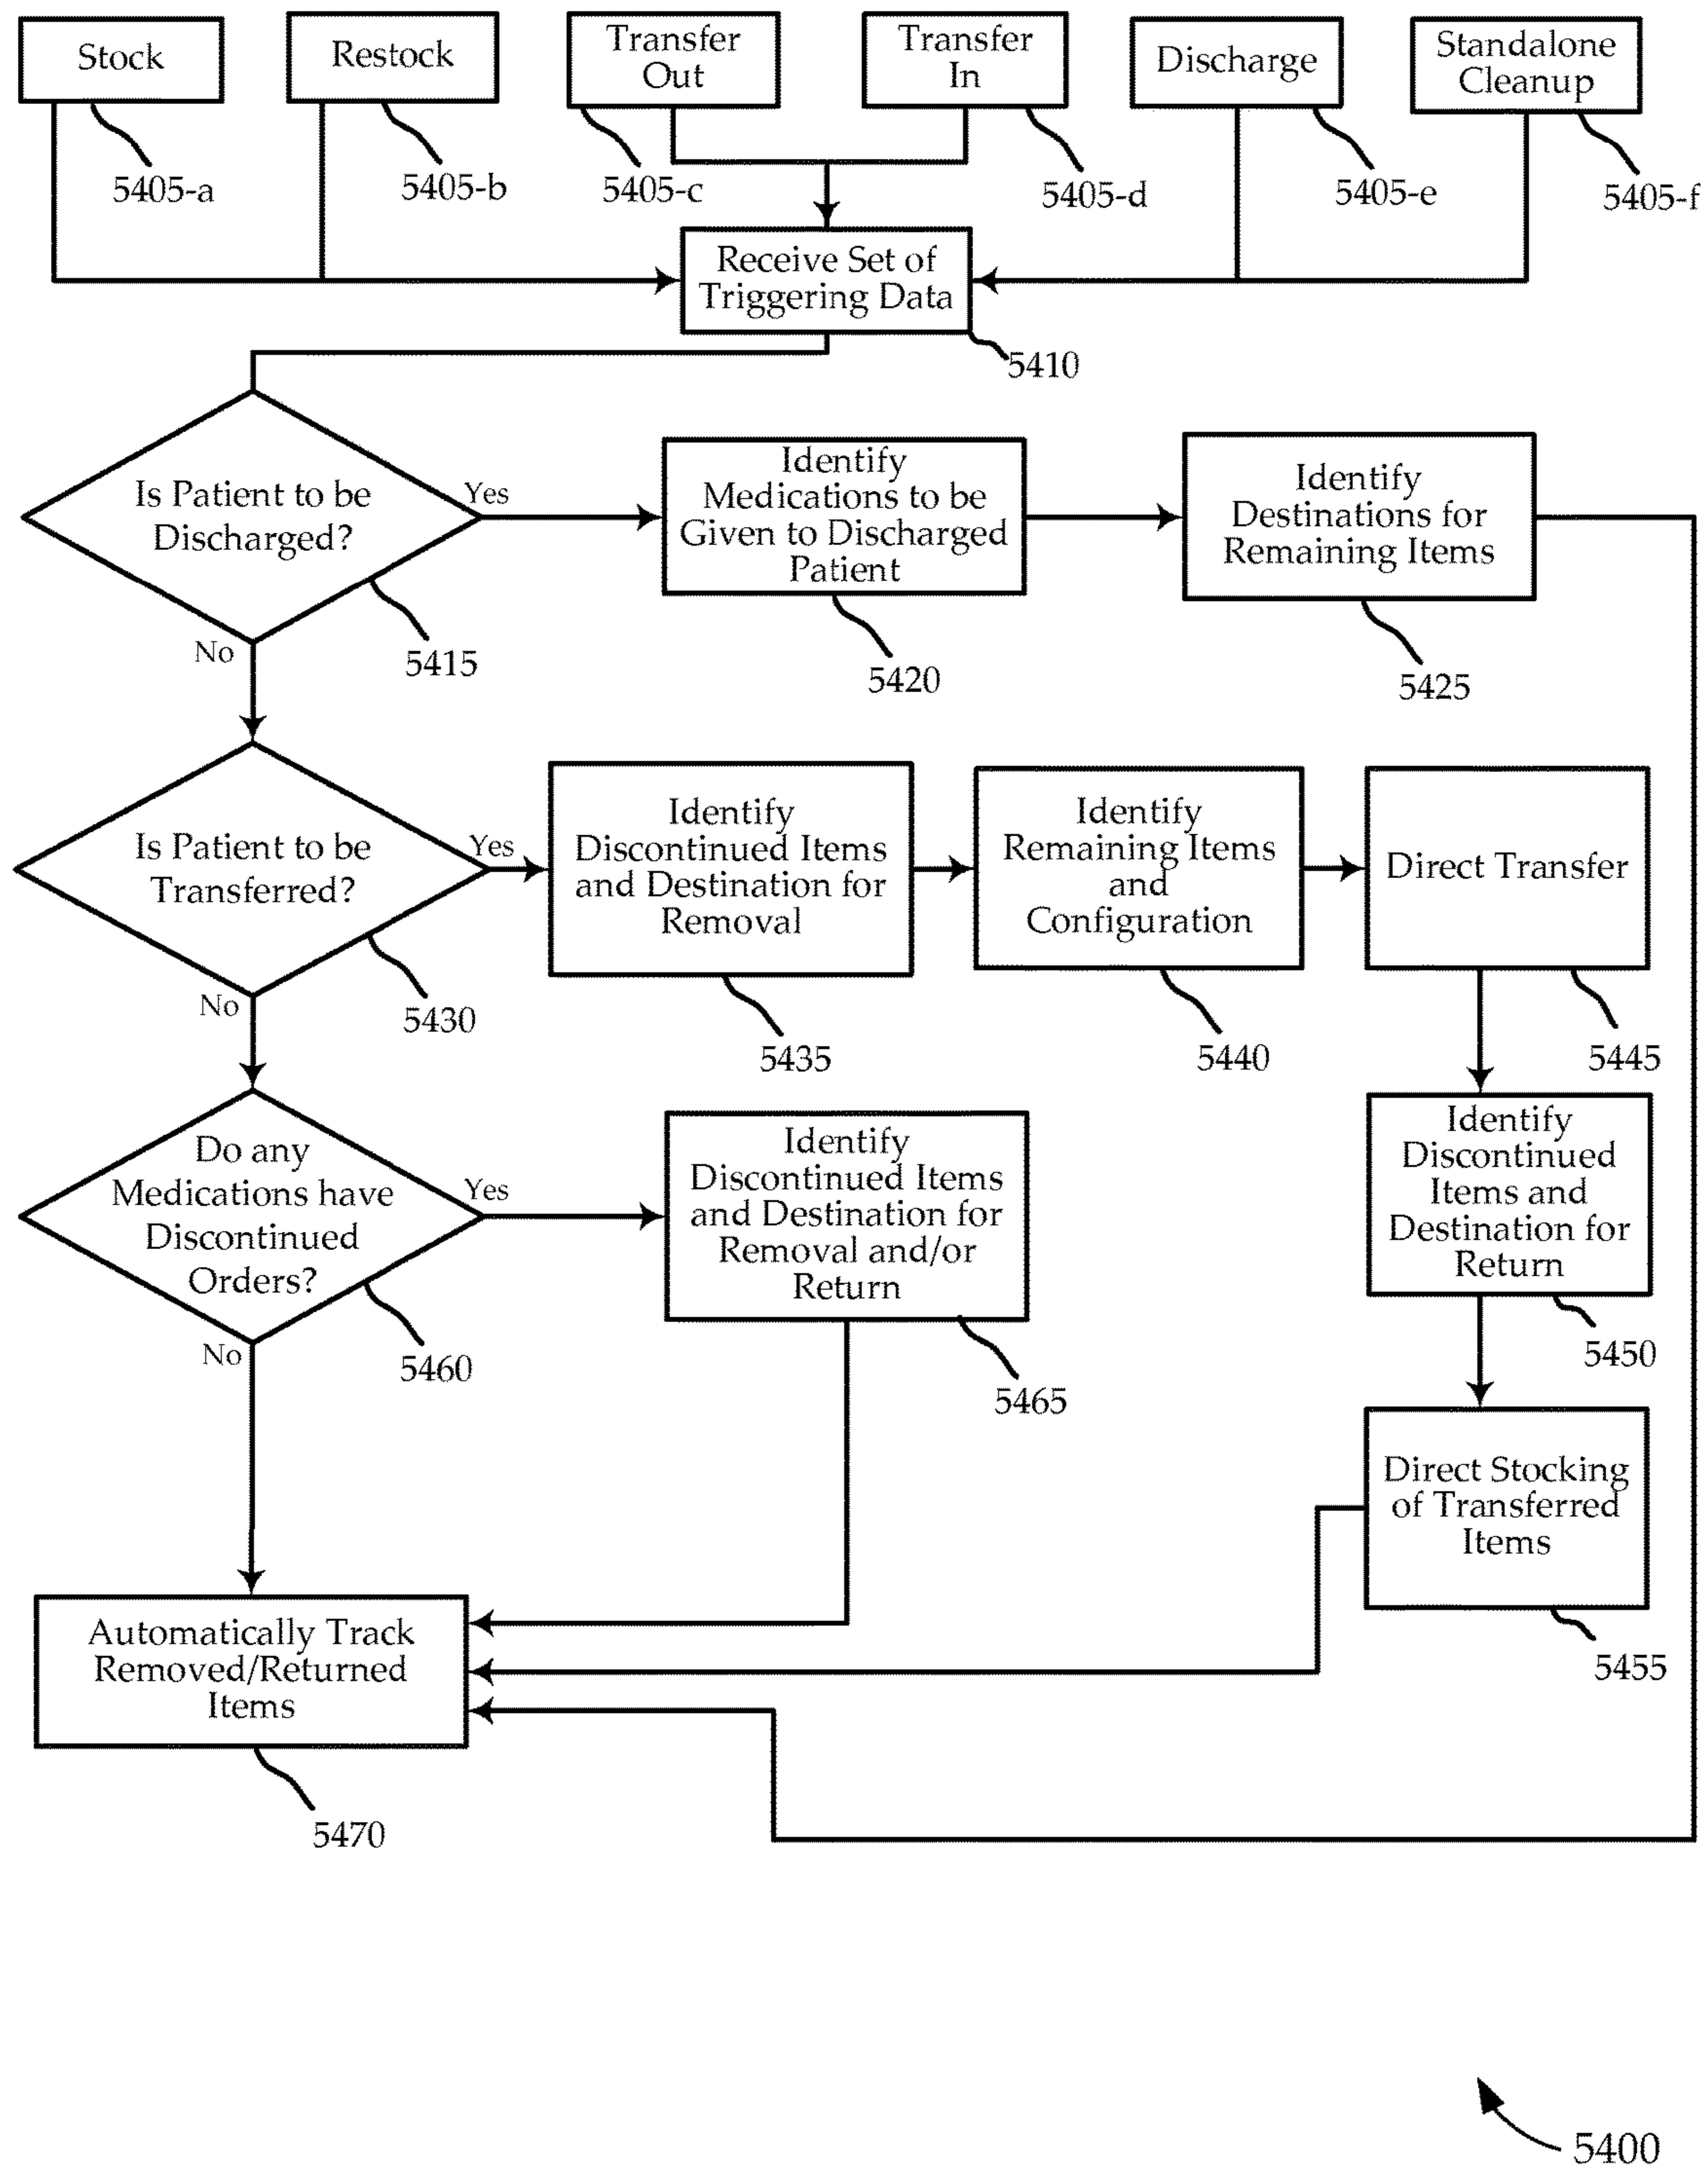 Stock
Restock
Transfer
Out
Transfer
In
Discharge
Standalone
Cleanup
5405-a
5405-b
5405-c
5405-d
5405-e
5405-f
Receive Set of
Triggering Data
5410
Is Patient to be
Discharged?
Yes
No
5415
Identify
Medications to be
Given to Discharged
Patient
5420
Identify
Destinations for
Remaining Items
5425
Is Patient to be
Transferred?
Yes
No
5430
Identify
Discontinued Items
and Destination for
Removal
5435
Identify
Remaining Items
and
Configuration
5440
Direct Transfer
5445
Do any
Medications have
Discontinued
Orders?
Yes
No
5460
Identify
Discontinued Items
and Destination for
Removal and/or
Return
5465
Identify
Discontinued
Items and
Destination for
Return
5450
Direct Stocking
of Transferred
Items
5455
Automatically Track
Removed/Returned
Items
5470
5400